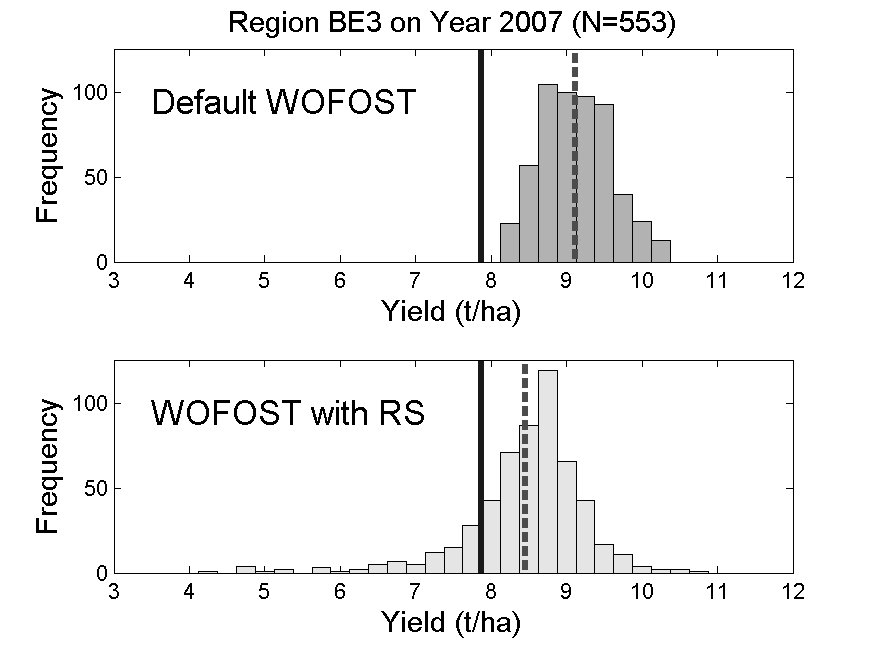 Region BE3 on Year 2007 (N=553)
Default WOFOST
Frequency
100
50
0
3 4 5 6 7 8 9 10 11 12
Yield (t/ha)
WOFOST with RS
Frequency
100
50
0
3 4 5 6 7 8 9 10 11 12
Yield (t/ha)